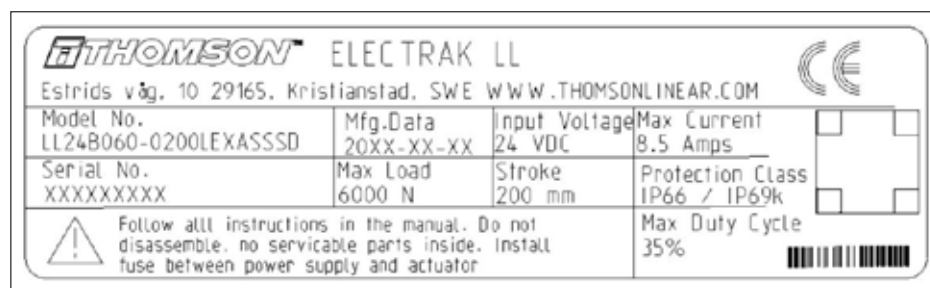 THOMSON™ ELECTRAK LL
Estrids våg, 10 29165, Kristianstad, SWE WWW.THOMSONLINEAR.COM
Model No.
LL24B060-0200LEXASSSD
Mfg.Data
20XX-XX-XX
Input Voltage
24 VDC
Max Current
8.5 Amps
Serial No.
XXXXXXXXX
Max Load
6000 N
Stroke
200 mm
Protection Class
IP66 / IP69k
Follow alll instructions in the manual. Do not
disassemble. no servicable parts inside. Install
fuse between power supply and actuator
Max Duty Cycle
35%
CE